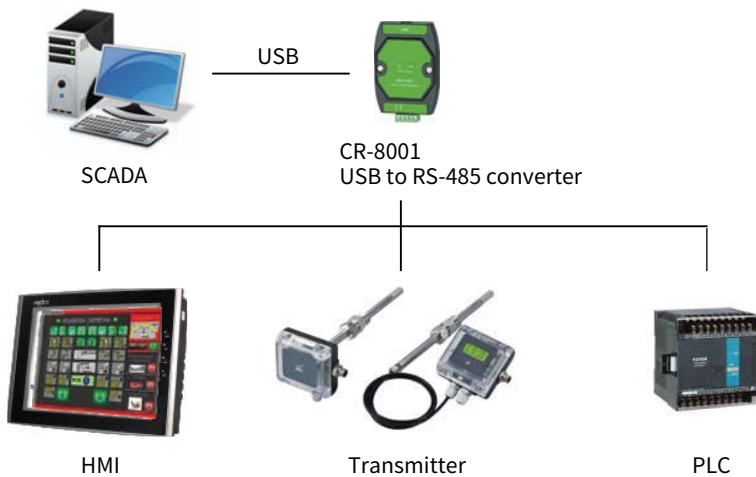 USB
SCADA
CR-8001
USB to RS-485 converter
HMI
Transmitter
PLC